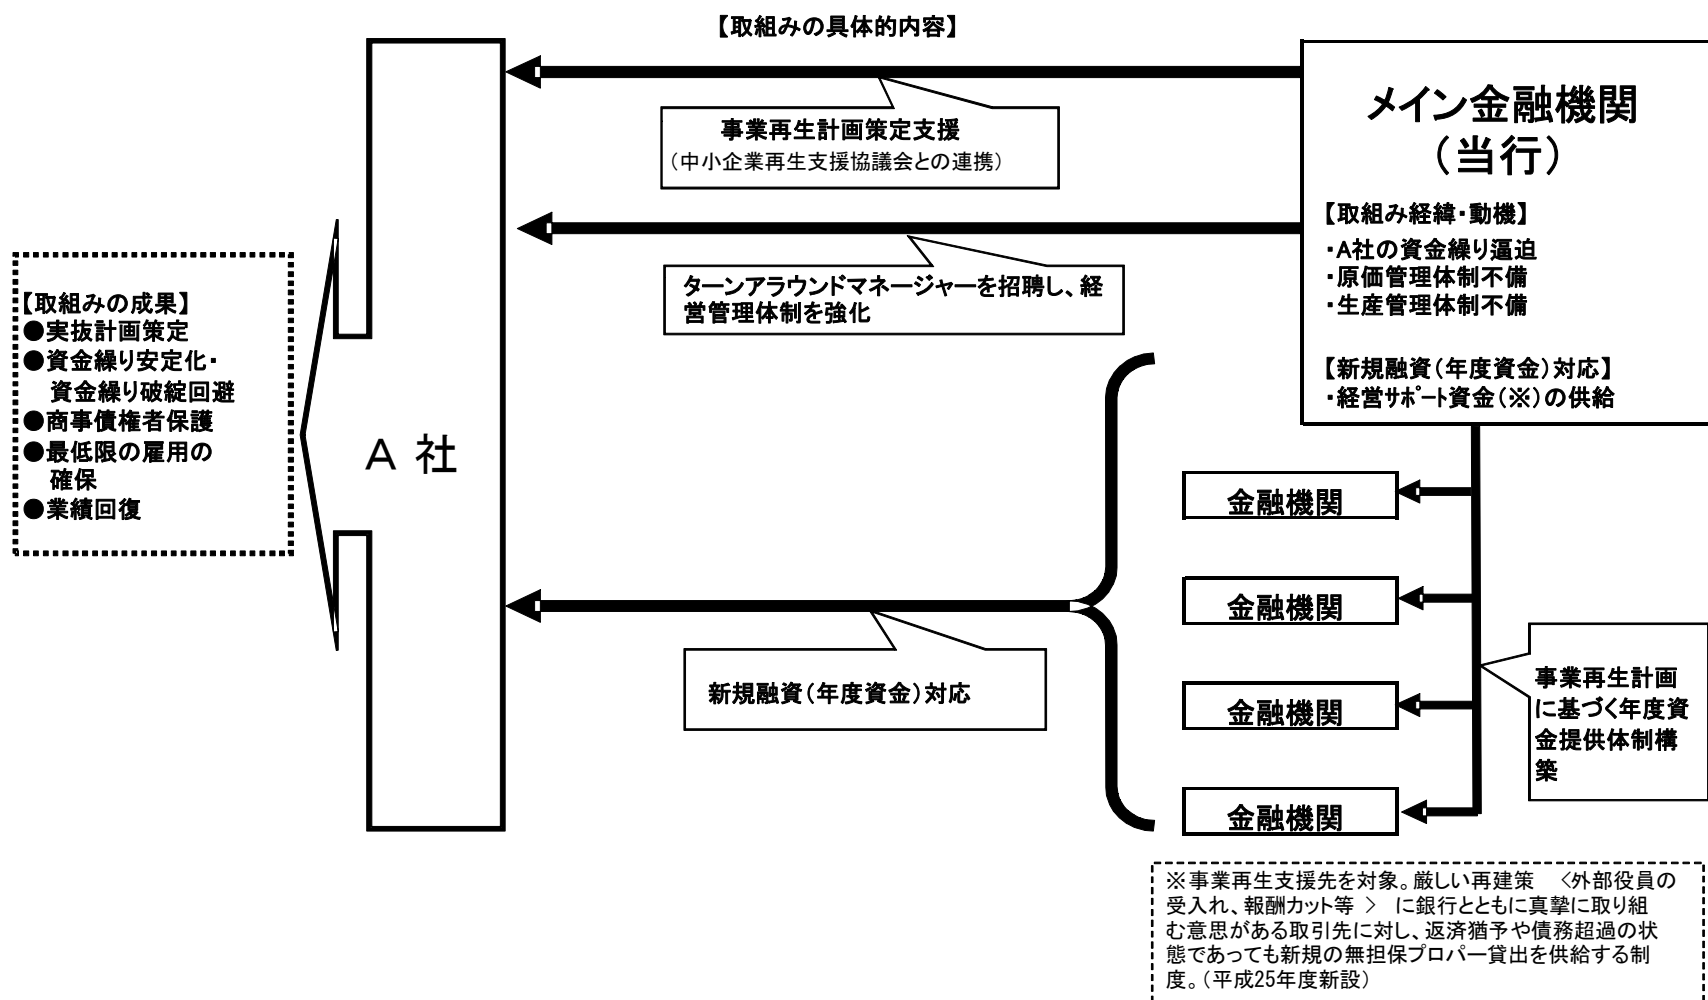 【取組みの具体的内容】
メイン金融機関
（当行）
【取組み経緯・動機】
・A社の資金繰り逼迫
・原価管理体制不備
・生産管理体制不備
【新規融資（年度資金）対応】
・経営ｻﾎﾟｰﾄ資金（※）の供給
事業再生計画策定支援
（中小企業再生支援協議会との連携）
ターンアラウンドマネージャーを招聘し、経
営管理体制を強化
【取組みの成果】
●実抜計画策定
●資金繰り安定化・
資金繰り破綻回避
●商事債権者保護
●最低限の雇用の
確保
●業績回復
A 社
金融機関
金融機関
金融機関
金融機関
新規融資（年度資金）対応
事業再生計画
に基づく年度資
金提供体制構
築
※事業再生支援先を対象。厳しい再建策 〈外部役員の
受入れ、報酬カット等 〉 に銀行とともに真摯に取り組
む意思がある取引先に対し、返済猶予や債務超過の状
態であっても新規の無担保プロパー貸出を供給する制
度。（平成25年度新設）